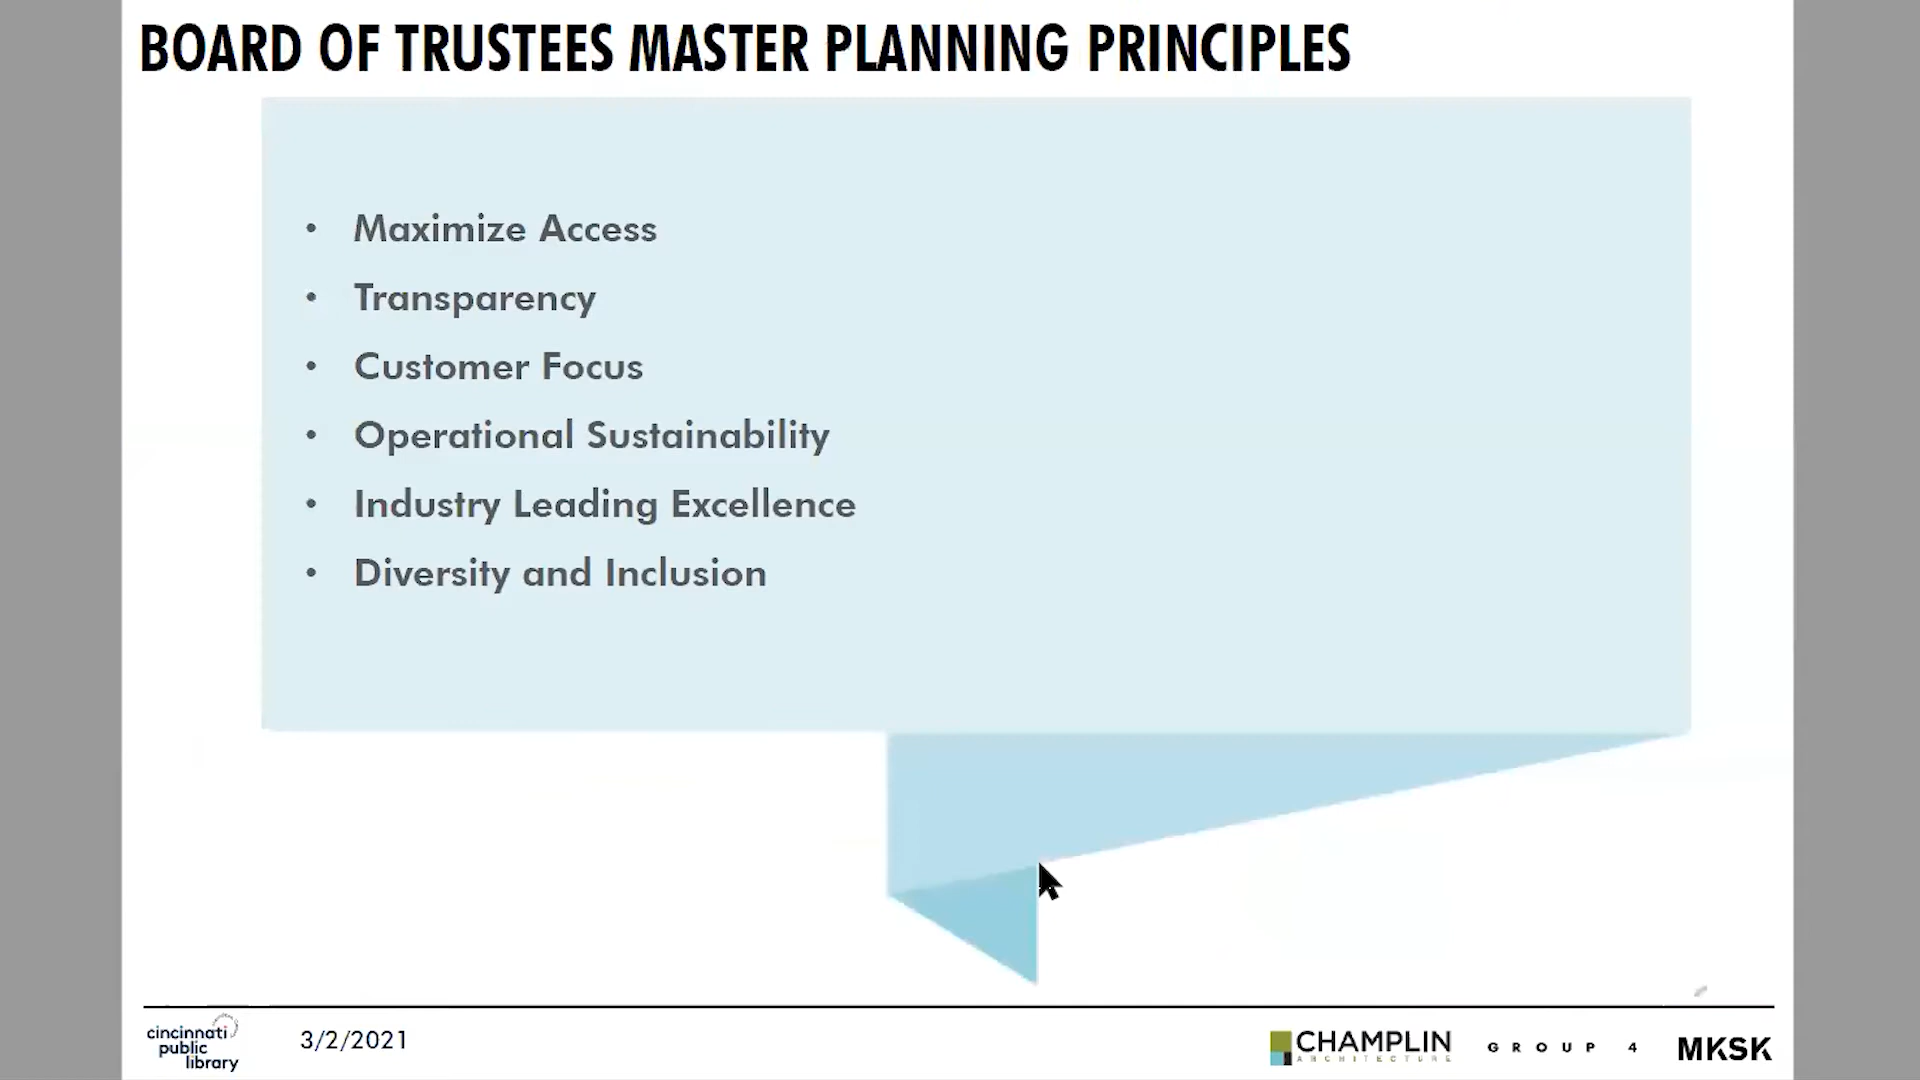 BOARD OF TRUSTEES MASTER PLANNING PRINCIPLES
• Maximize Access
• Transparency
• Customer Focus
• Operational Sustainability
• Industry Leading Excellence
• Diversity and Inclusion
cincinnati
public
library
3/2/2021
CHAMPLIN
ARCHITECTURE
GROUP 4
MKSK